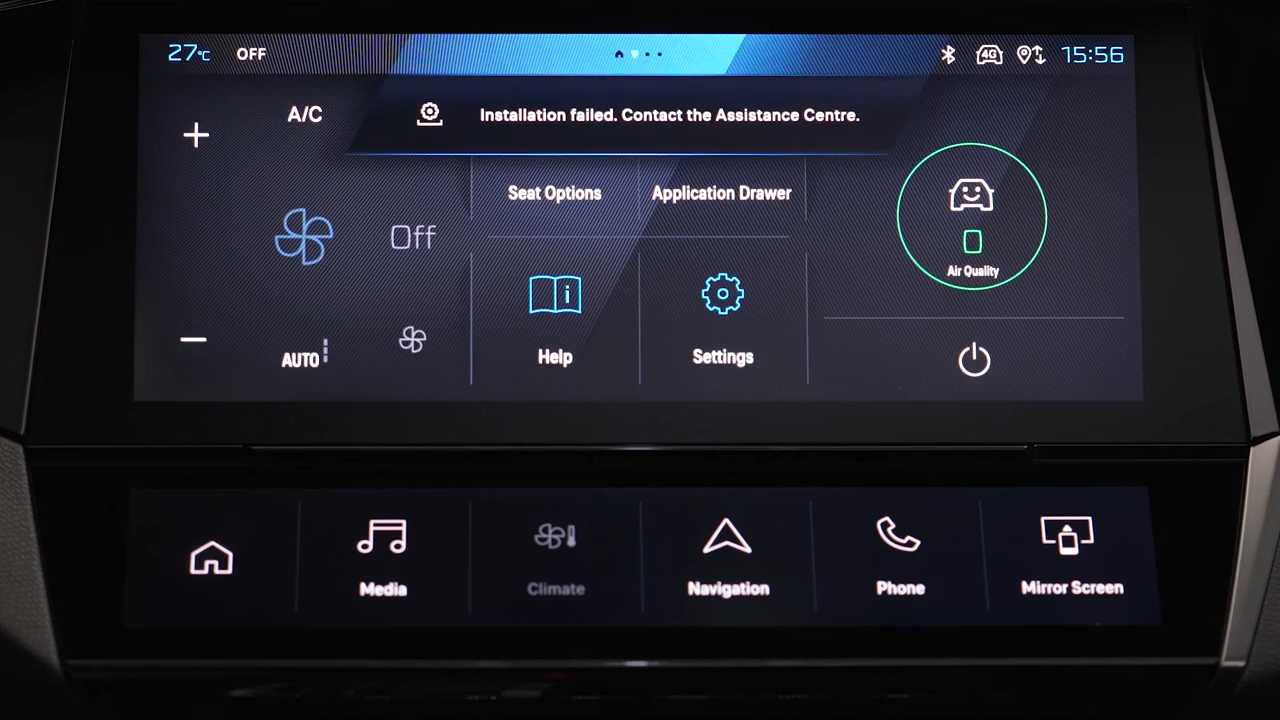 27°C OFF 4G 15:56
A/C
Installation failed. Contact the Assistance Centre.
Seat Options
Application Drawer
Off
Air Quality
i
AUTO
Help
Settings
Media
Climate
Navigation
Phone
Mirror Screen